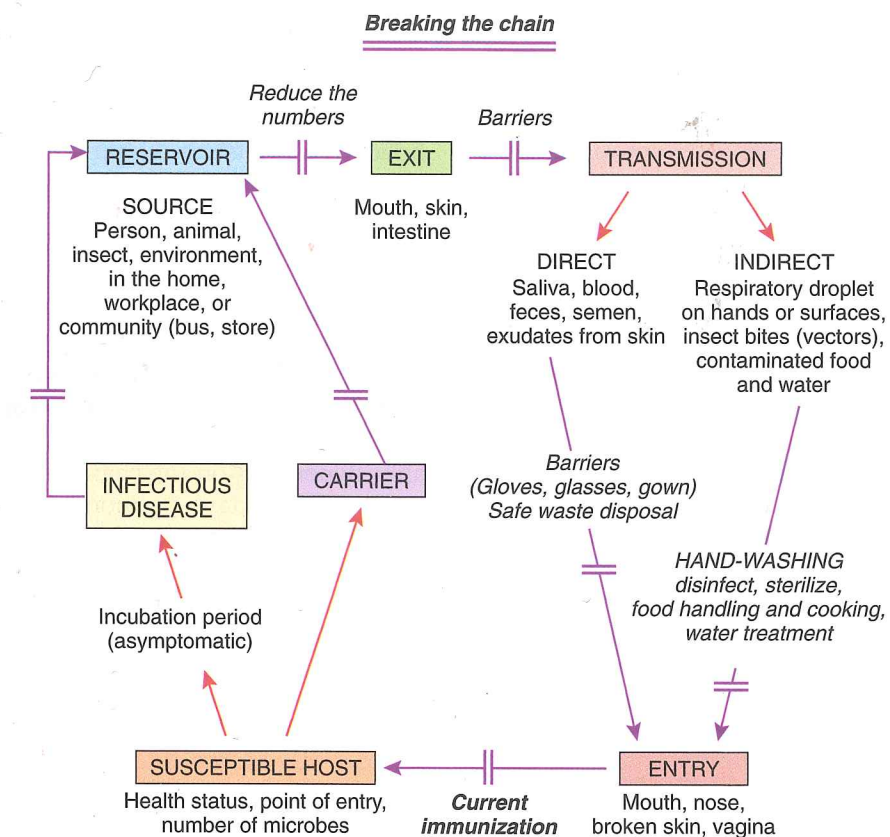 Breaking the chain
Reduce the
numbers
Barriers
RESERVOIR
EXIT
TRANSMISSION
SOURCE
Person, animal,
insect, environment,
in the home,
workplace, or
community (bus, store)
Mouth, skin,
intestine
DIRECT
Saliva, blood,
feces, semen,
exudates from skin
INDIRECT
Respiratory droplet
on hands or surfaces,
insect bites (vectors),
contaminated food
and water
INFECTIOUS
DISEASE
CARRIER
Barriers
(Gloves, glasses, gown)
Safe waste disposal
HAND-WASHING
disinfect, sterilize,
food handling and cooking,
water treatment
Incubation period
(asymptomatic)
SUSCEPTIBLE HOST
Health status, point of entry,
number of microbes
Current
immunization
ENTRY
Mouth, nose,
broken skin, vagina